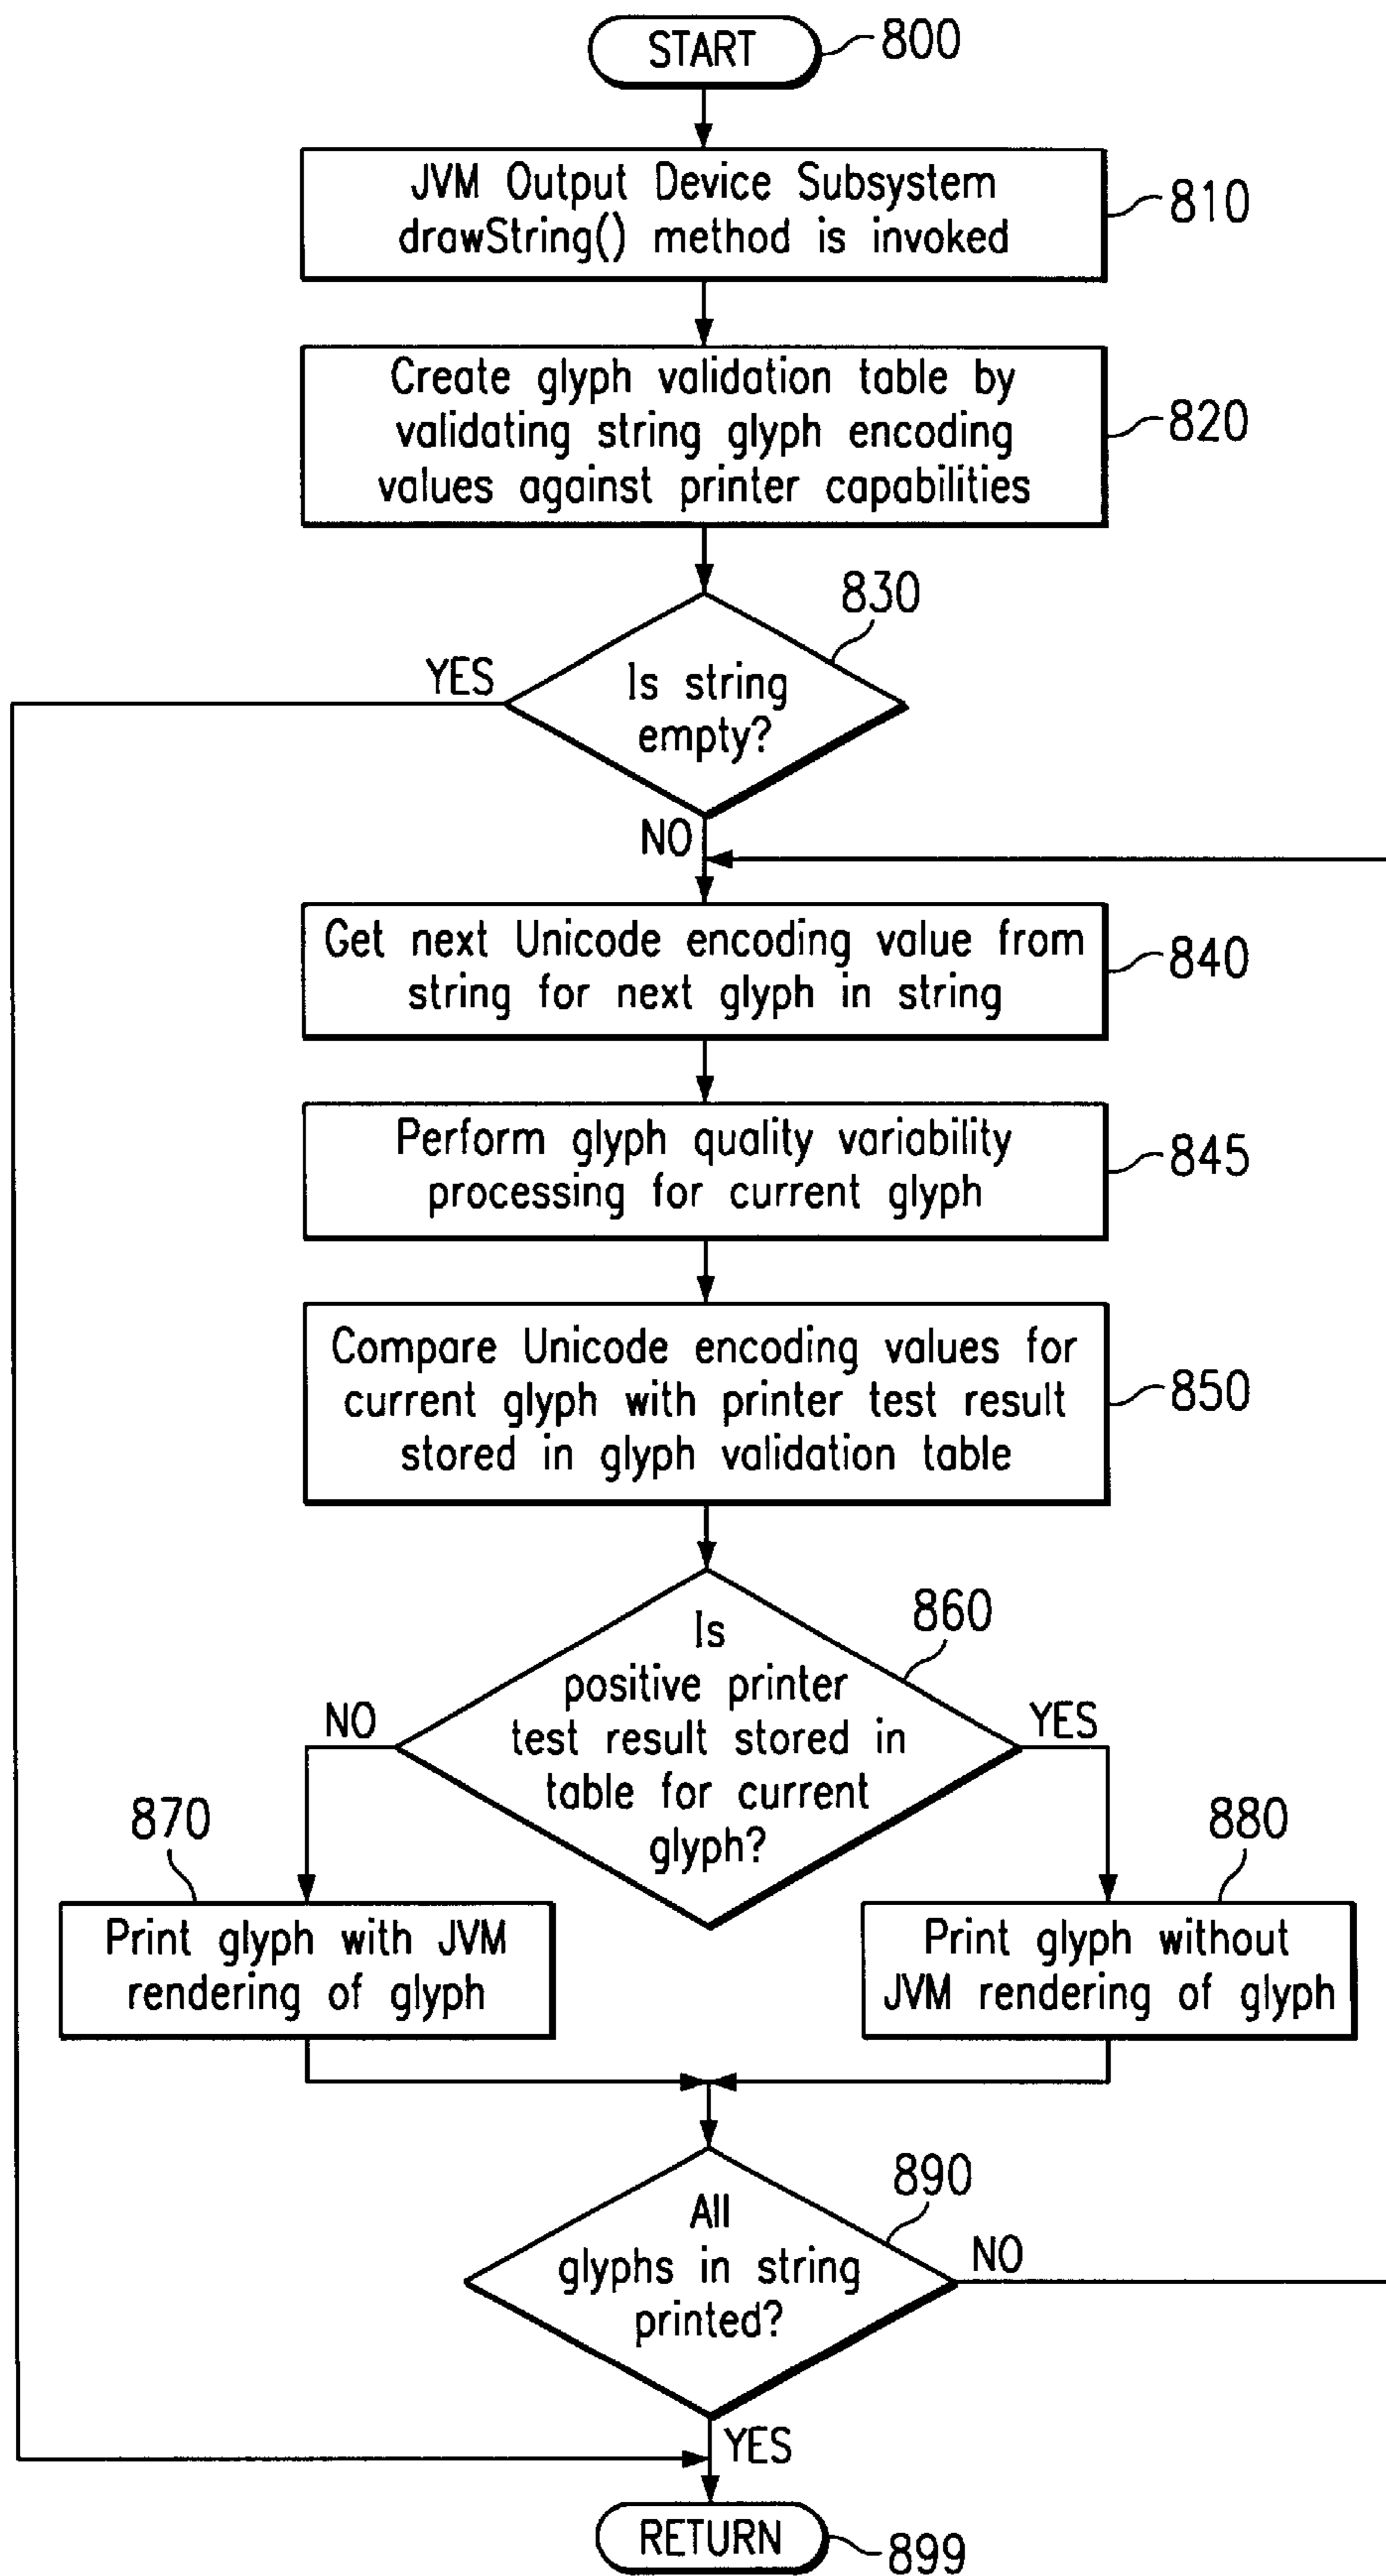 START
800
JVM Output Device Subsystem
drawString() method is invoked
810
Create glyph validation table by
validating string glyph encoding
values against printer capabilities
820
830
YES
Is string
empty?
NO
Get next Unicode encoding value from
string for next glyph in string
840
Perform glyph quality variability
processing for current glyph
845
Compare Unicode encoding values for
current glyph with printer test result
stored in glyph validation table
850
860
Is
positive printer
test result stored in
table for current
glyph?
NO
YES
870
880
Print glyph with JVM
rendering of glyph
Print glyph without
JVM rendering of glyph
890
All
glyphs in string
printed?
NO
YES
RETURN
899